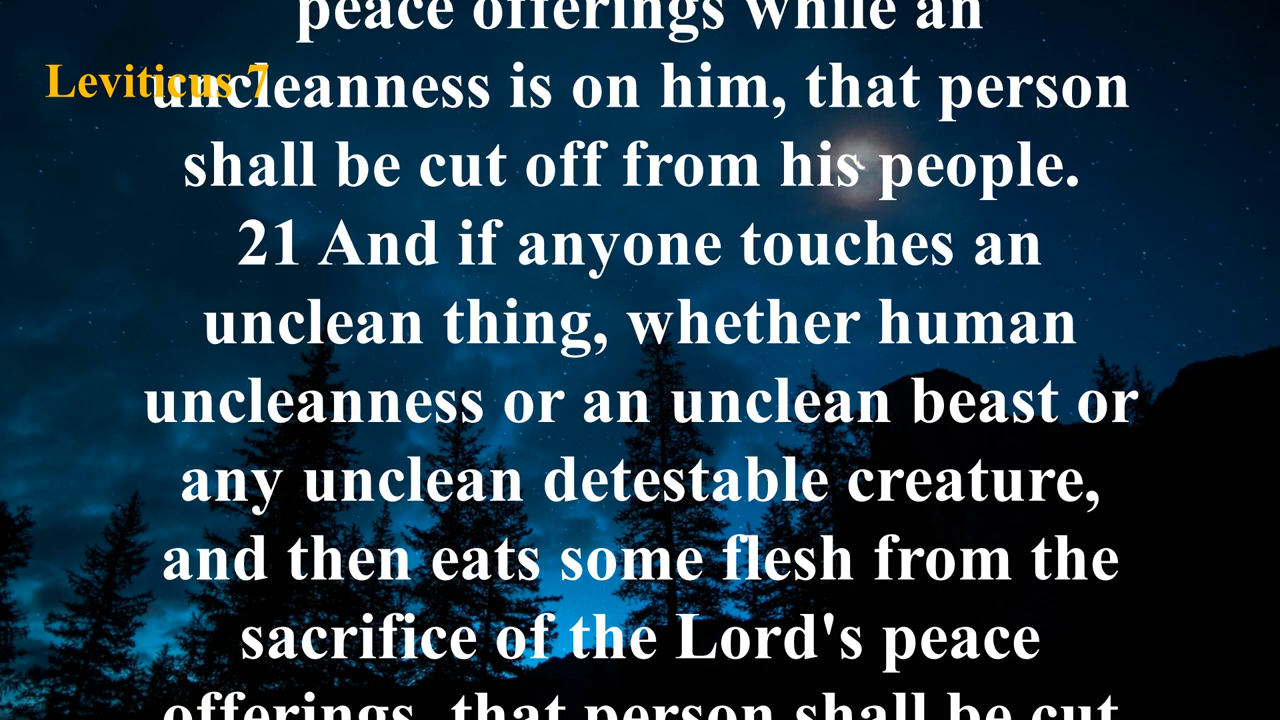 peace offerings while an
Leviticus 7
uncleanness is on him, that person
shall be cut off from his people.
21 And if anyone touches an
unclean thing, whether human
uncleanness or an unclean beast or
any unclean detestable creature,
and then eats some flesh from the
sacrifice of the Lord's peace
offerings, that person shall be cut